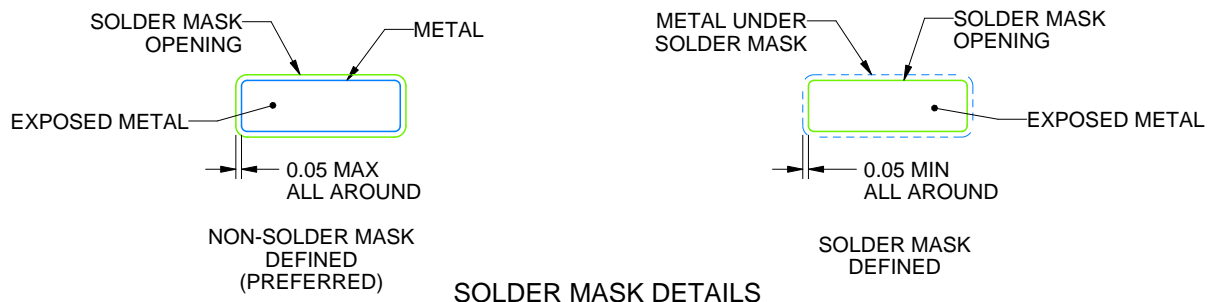 SOLDER MASK
OPENING
METAL
EXPOSED METAL
0.05 MAX
ALL AROUND
NON-SOLDER MASK
DEFINED
(PREFERRED)
METAL UNDER
SOLDER MASK
SOLDER MASK
OPENING
EXPOSED METAL
0.05 MIN
ALL AROUND
SOLDER MASK
DEFINED
SOLDER MASK DETAILS